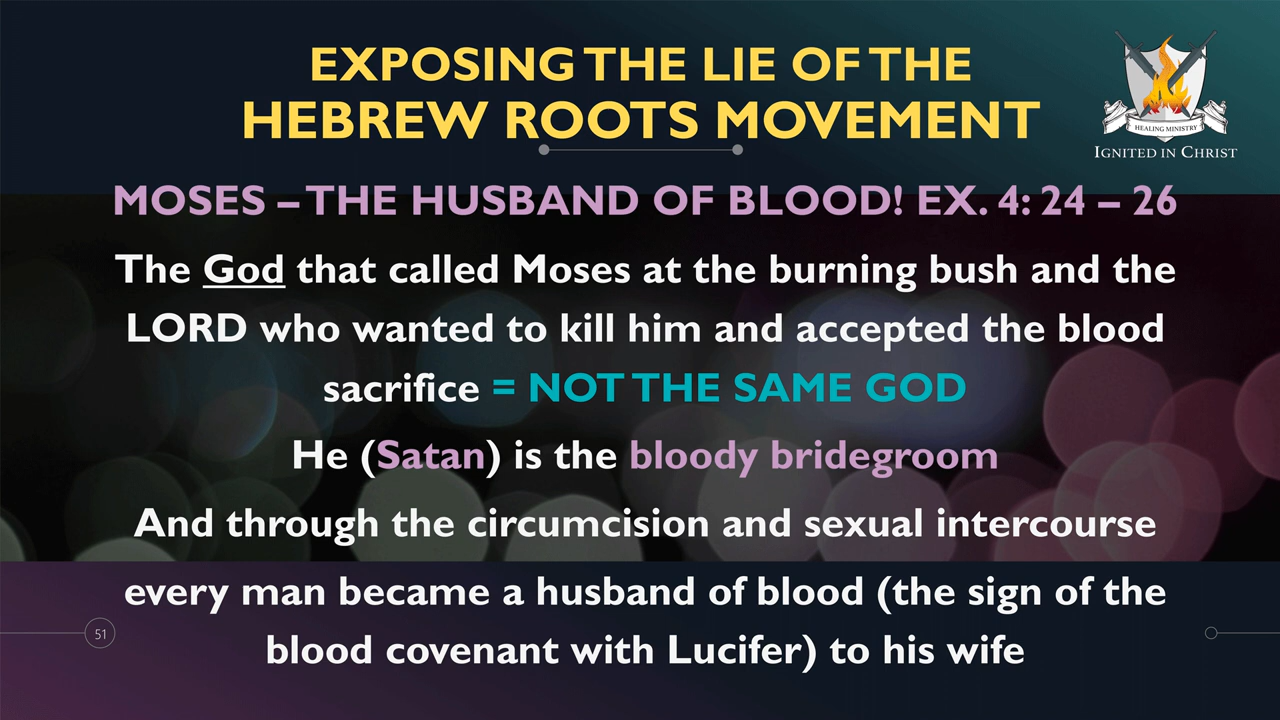 EXPOSING THE LIE OF THE
HEBREW ROOTS MOVEMENT
HEALING MINISTRY
IGNITED IN CHRIST
MOSES – THE HUSBAND OF BLOOD! EX. 4: 24 – 26
The God that called Moses at the burning bush and the
LORD who wanted to kill him and accepted the blood
sacrifice = NOT THE SAME GOD
He (Satan) is the bloody bridegroom
And through the circumcision and sexual intercourse
every man became a husband of blood (the sign of the
51
blood covenant with Lucifer) to his wife